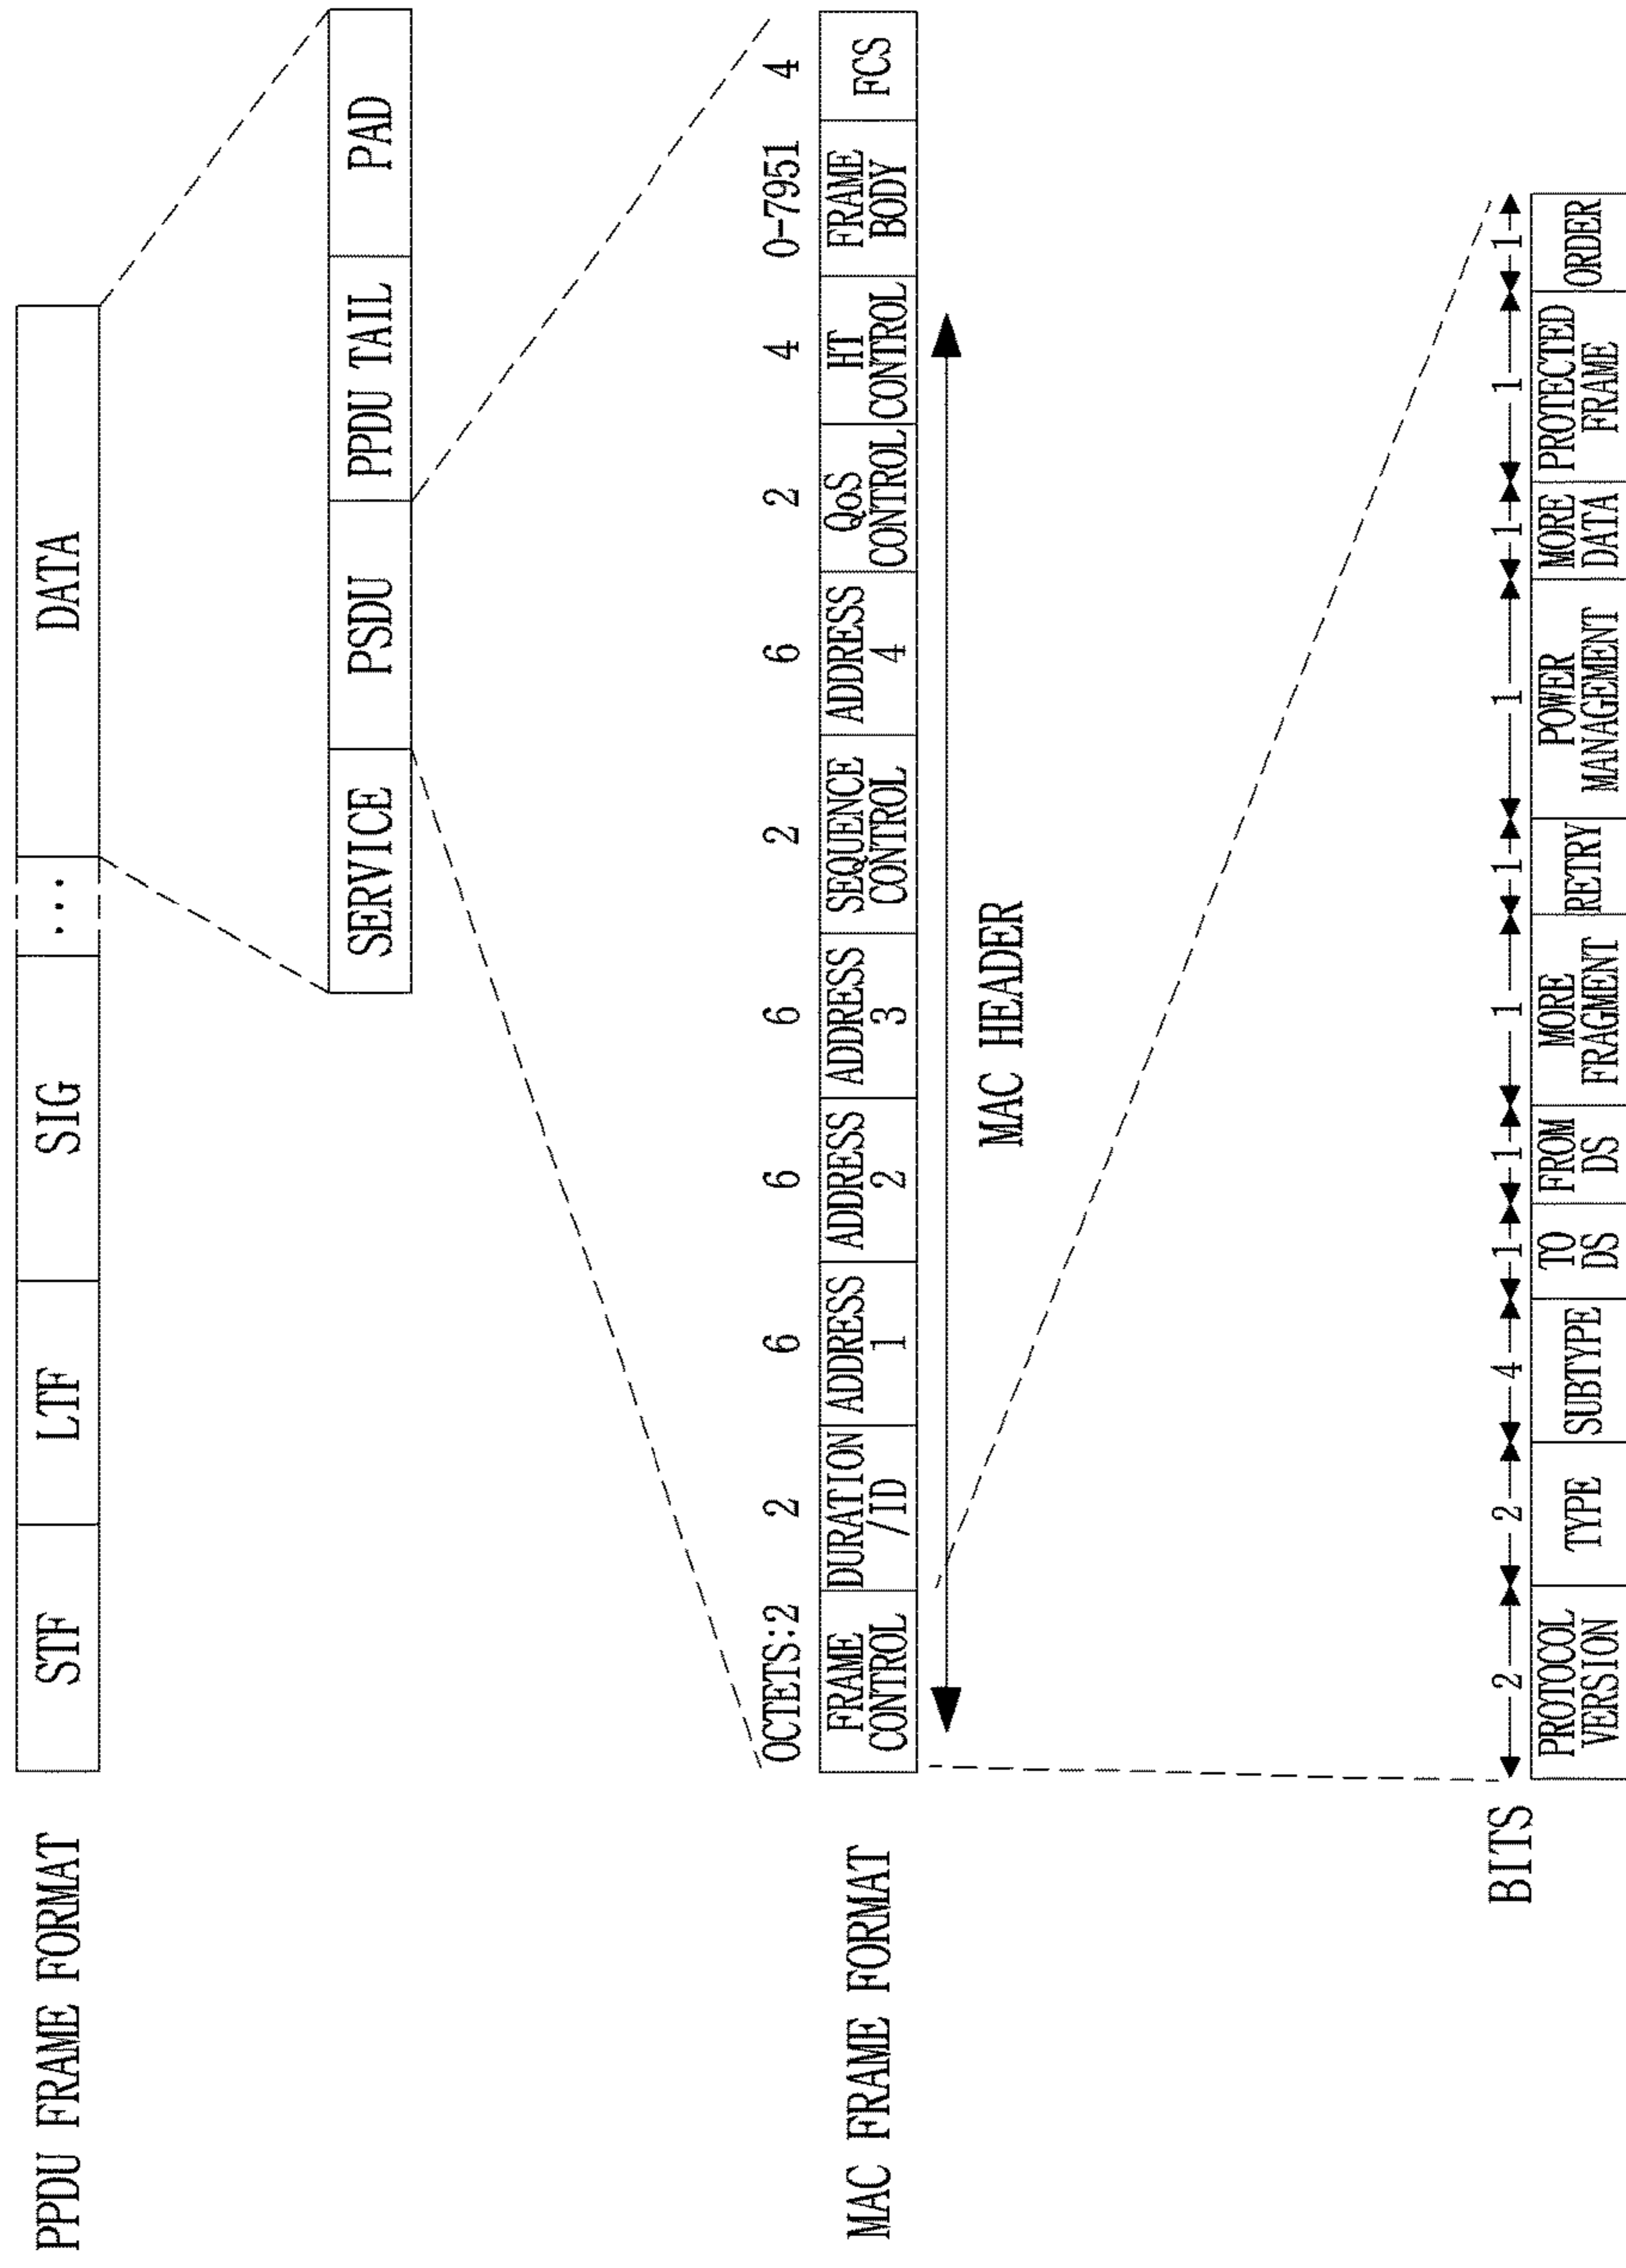 PPDU FRAME FORMAT
STF LTF SIG ... DATA
SERVICE PSDU PPDU TAIL PAD
OCTETS:2 2 6 6 6 2 6 2 4 0-7951 4
MAC FRAME FORMAT
FRAME CONTROL
DURATION /ID
ADDRESS 1
ADDRESS 2
ADDRESS 3
SEQUENCE CONTROL
ADDRESS 4
QoS CONTROL
HT CONTROL
FRAME BODY
FCS
MAC HEADER
BITS
2 2 4 1 1 1 1 1 1 1 1
PROTOCOL VERSION
TYPE
SUBTYPE
TO DS
FROM DS
MORE FRAGMENT
RETRY
POWER MANAGEMENT
MORE DATA
PROTECTED FRAME
ORDER